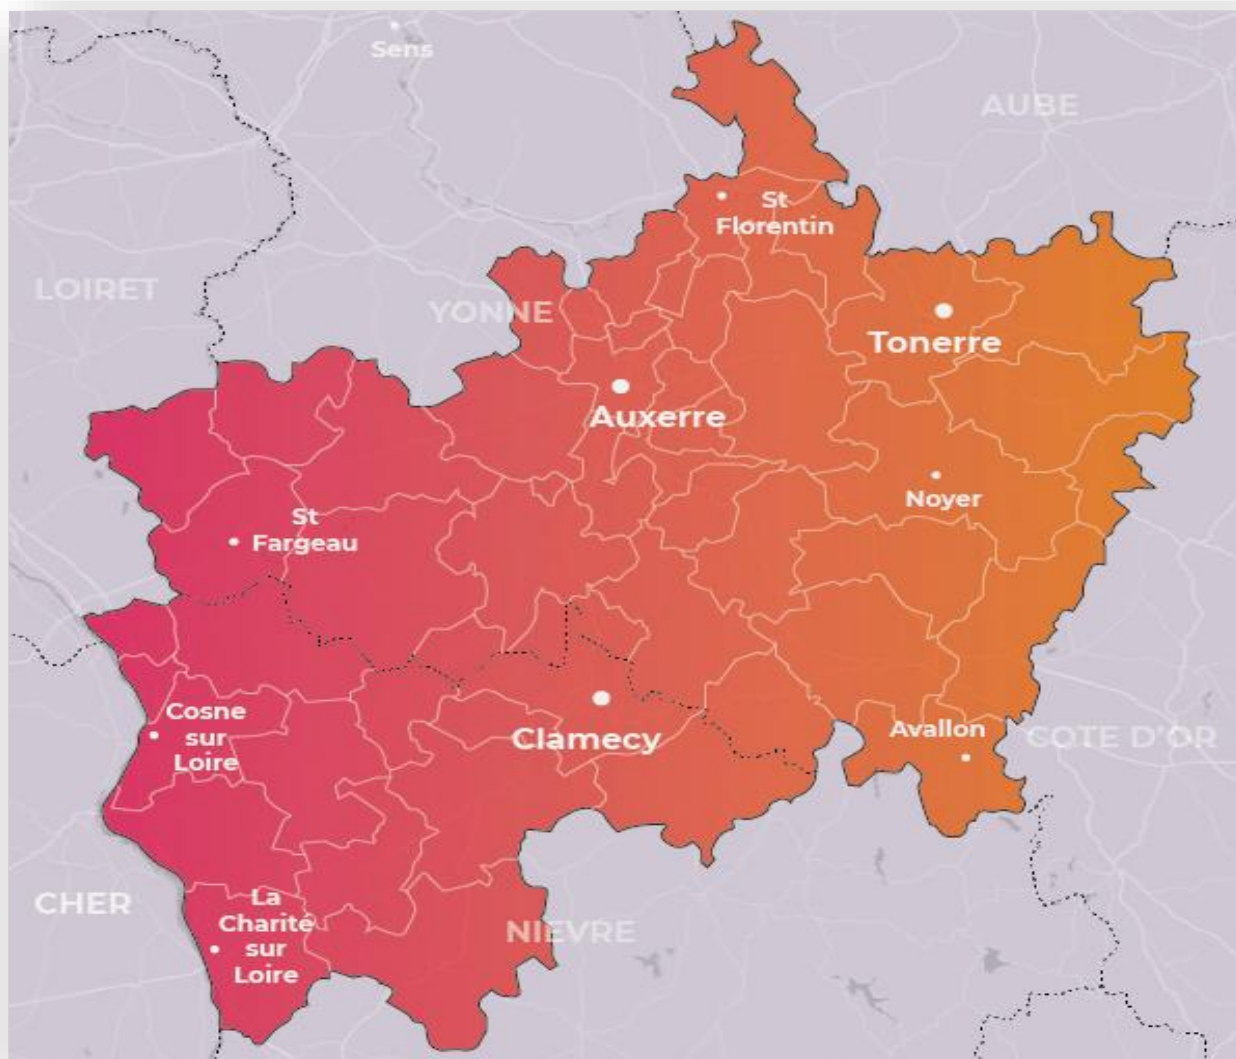 Sens
AUBE
St
Florentin
LOIRET
YONNE
Tonerre
Auxerre
Noyer
St
Fargeau
Cosne
sur
Loire
Clamecy
Avallon
COTE D'OR
CHER
La
Charité
sur
Loire
NIEVRE